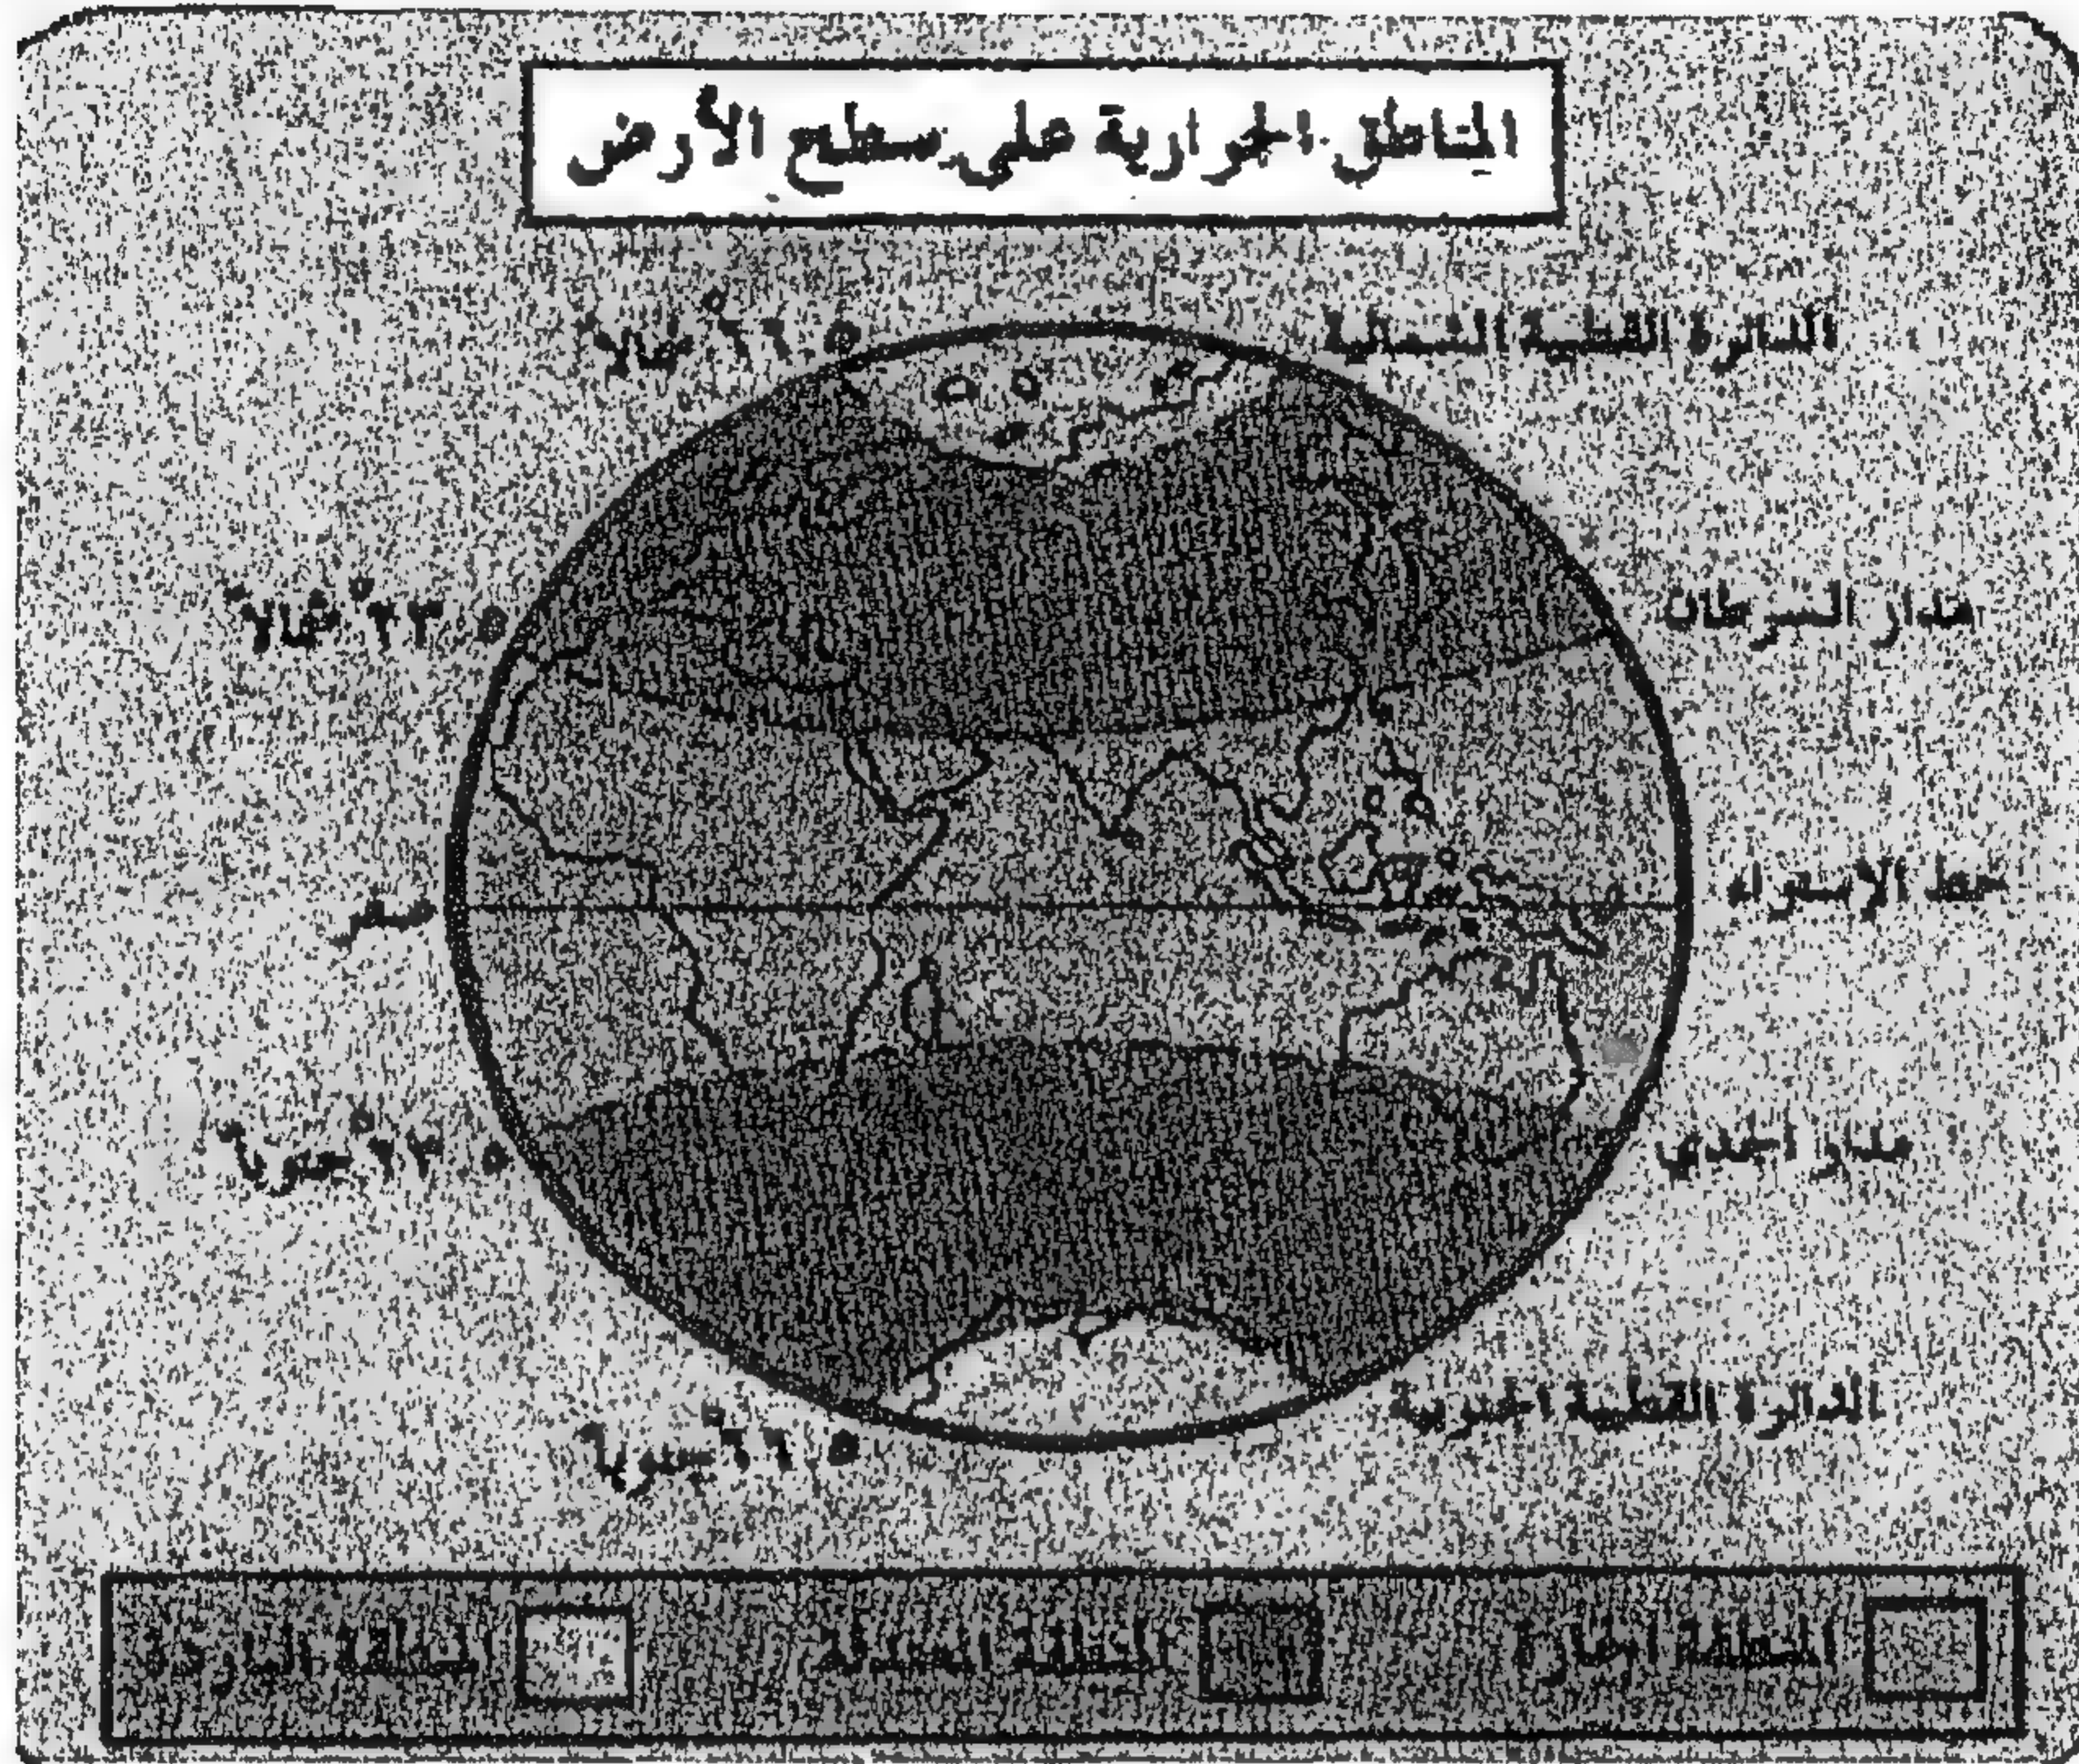 المناطق الحرارية على سطح الأرض
الدائرة القطبية الشمالية
٦٦,٥° شمالاً
مدار السرطان
٢٣,٥° شمالاً
خط الإستواء
صفر
مدار الجدي
٢٣,٥° جنوباً
الدائرة القطبية الجنوبية
٦٦,٥° جنوباً
المنطقة الحارة
المنطقة المعتدلة
المنطقة الباردة